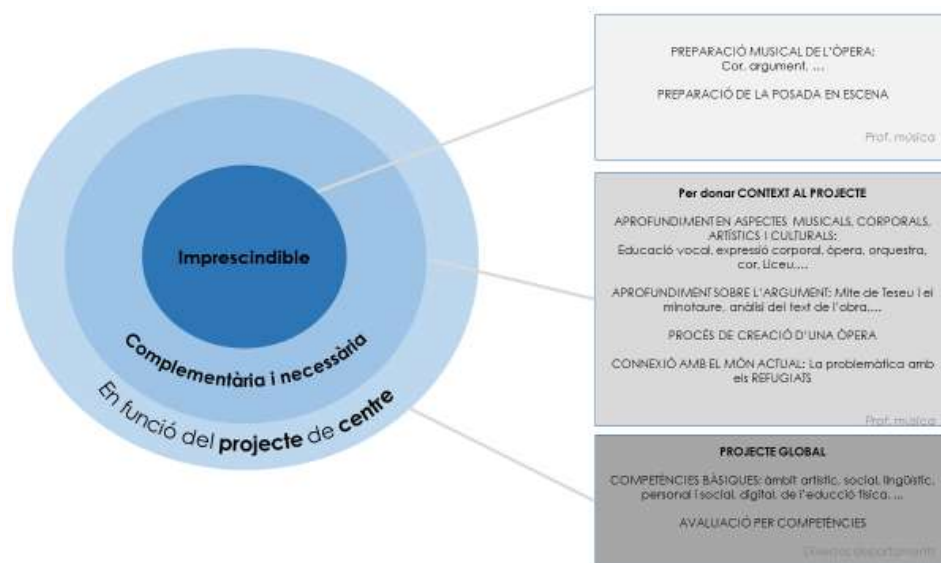 Imprescindible
Complementària i necessària
En funció del projecte de centre
PREPARACIÓ MUSICAL DE L'ÒPERA:
Cor, argument, ...
PREPARACIÓ DE LA POSADA EN ESCENA
Prof. música
Per donar CONTEXT AL PROJECTE
APROFUNDIMENT EN ASPECTES MUSICALS, CORPORALS,
ARTÍSTICS I CULTURALS:
Educació vocal, expressió corporal, òpera, orquestra,
cor, Liceu,...
APROFUNDIMENT SOBRE L'ARGUMENT: Mite de Teseu i el
minotaure, anàlisi del text de l'obra,...
PROCÉS DE CREACIÓ D'UNA ÒPERA
CONNEXIÓ AMB EL MÓN ACTUAL: La problemàtica amb
els REFUGIATS
Prof. música
PROJECTE GLOBAL
COMPETÈNCIES BÀSIQUES: àmbit artístic, social, lingüístic,
personal i social, digital, de l'educció física, ...
AVALUACIÓ PER COMPETÈNCIES
Diversos departaments